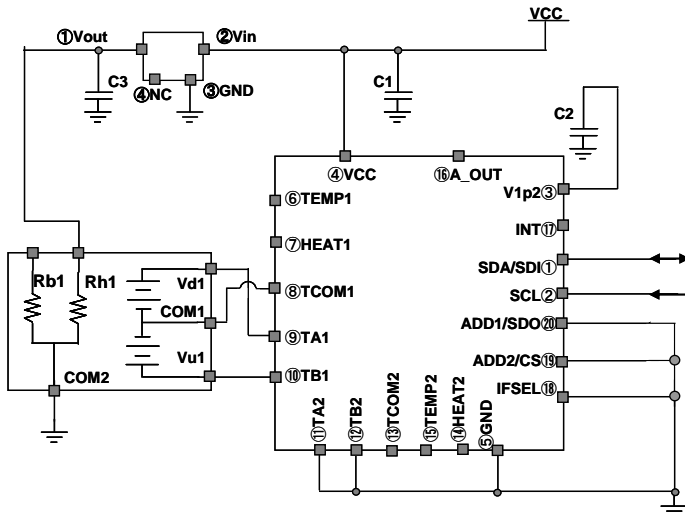 VCC
①Vout
②Vin
C3
④NC
③GND
C1
C2
④VCC
⑯A_OUT
V1p2③
⑥TEMP1
INT⑰
⑦HEAT1
SDA/SDI①
Rb1
Rh1
Vd1
⑧TCOM1
SCL②
COM1
ADD1/SDO⑳
⑨TA1
Vu1
ADD2/CS⑲
COM2
⑩TB1
IFSEL⑱
⑪TA2
⑫TB2
⑬TCOM2
⑮TEMP2
⑭HEAT2
⑤GND